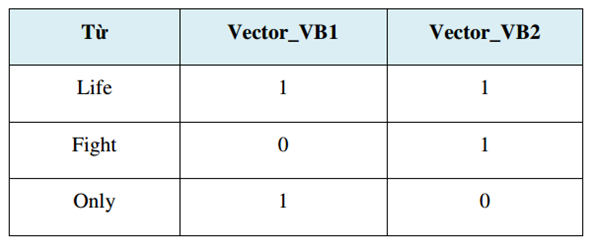 Từ Vector_VB1 Vector_VB2
Life 1 1
Fight 0 1
Only 1 0